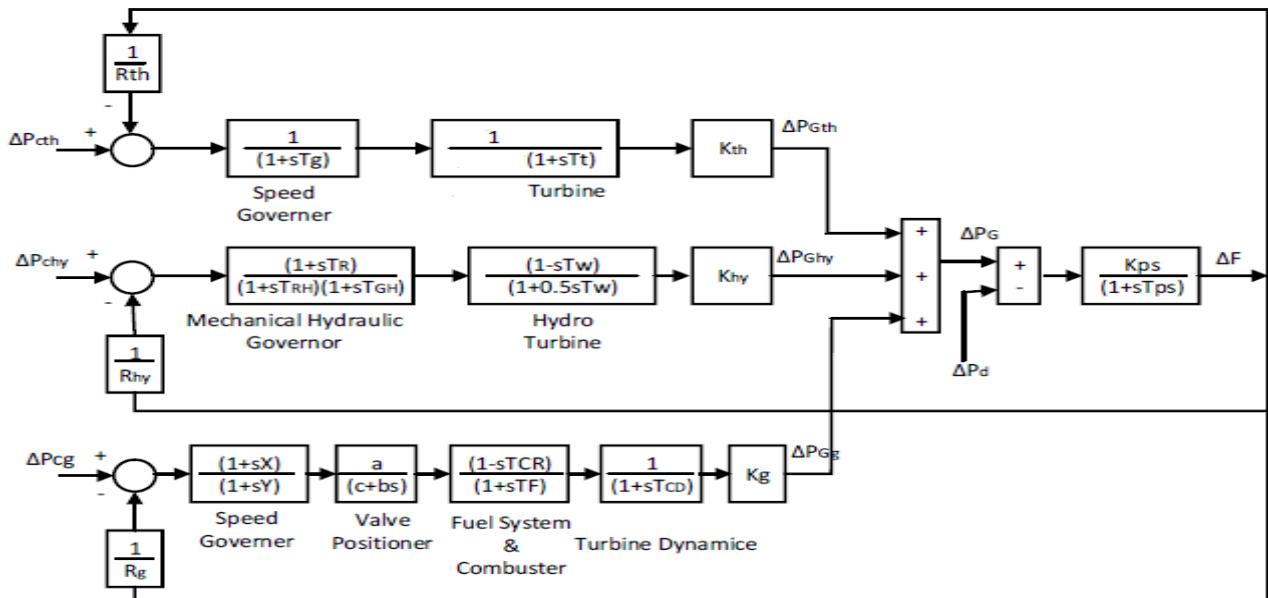 1
Rth
-
ΔPcth
+
1
(1+sTg)
1
(1+sTt)
Kth
ΔPGth
Speed
Governer
Turbine
ΔPchy
+
-
(1+sTR)
(1+sTRH)(1+sTGH)
(1-sTw)
(1+0.5sTw)
Khy
ΔPGhy
Mechanical Hydraulic
Governor
Hydro
Turbine
1
Rhy
+
+
+
ΔPG
+
-
ΔPd
Kps
(1+sTps)
ΔF
ΔPcg
+
-
(1+sX)
(1+sY)
a
(c+bs)
(1-sTCR)
(1+sTF)
1
(1+sTCD)
Kg
ΔPGg
Speed
Governer
Valve
Positioner
Fuel System
&
Combuster
Turbine Dynamice
1
Rg